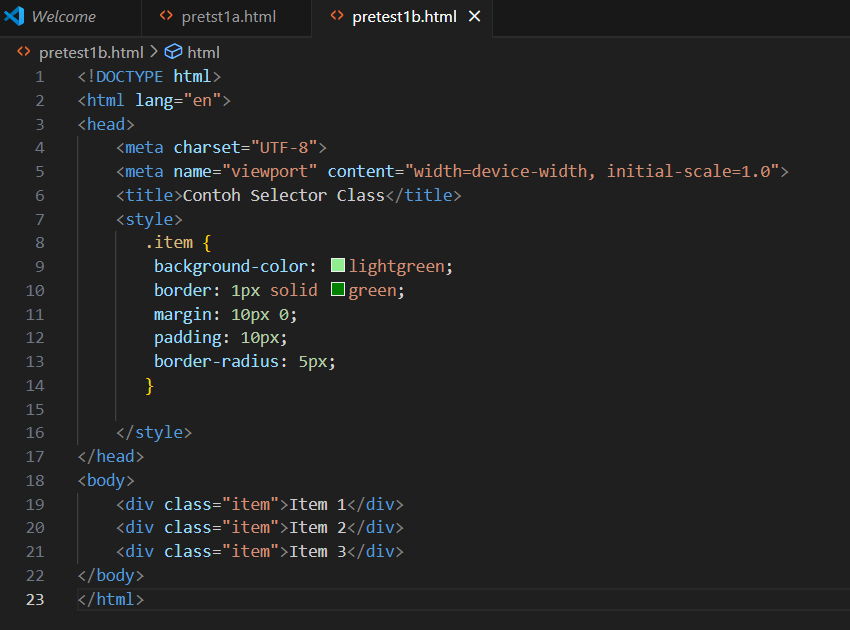 Welcome <> pretst1a.html <> pretest1b.html ×
<> pretest1b.html > html
1 <!DOCTYPE html>
2 <html lang="en">
3 <head>
4     <meta charset="UTF-8">
5     <meta name="viewport" content="width=device-width, initial-scale=1.0">
6     <title>Contoh Selector Class</title>
7     <style>
8        .item {
9         background-color: lightgreen;
10         border: 1px solid green;
11         margin: 10px 0;
12         padding: 10px;
13         border-radius: 5px;
14        }
15
16     </style>
17 </head>
18 <body>
19     <div class="item">Item 1</div>
20     <div class="item">Item 2</div>
21     <div class="item">Item 3</div>
22 </body>
23 </html>